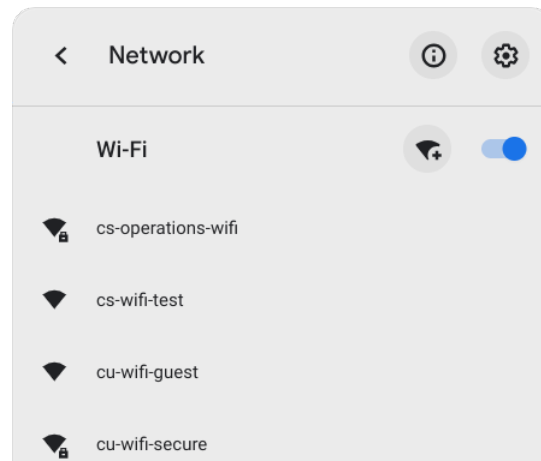 Network
Wi-Fi
cs-operations-wifi
cs-wifi-test
cu-wifi-guest
cu-wifi-secure